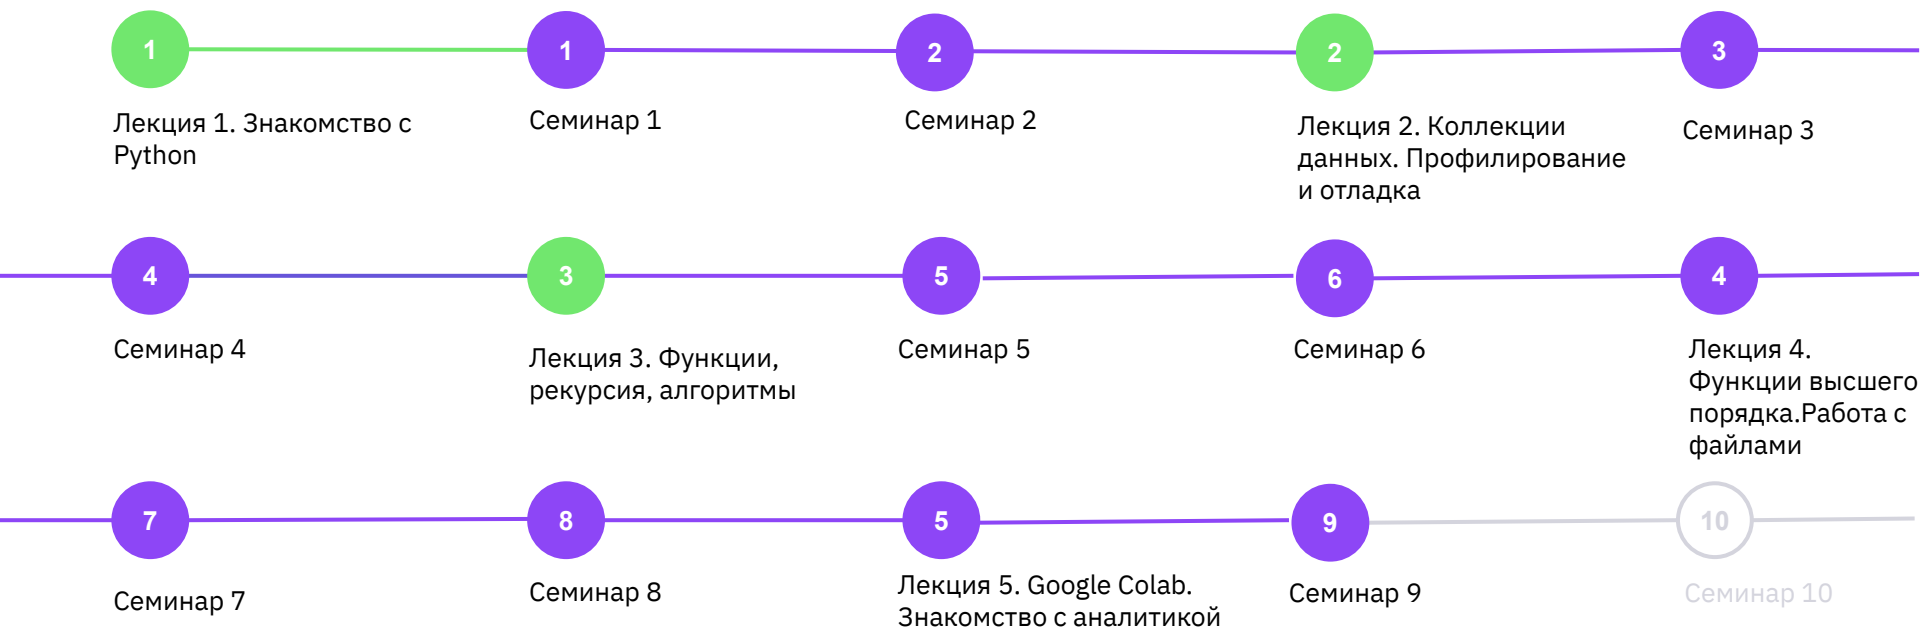 1
1
2
2
3
Лекция 1. Знакомство с
Python
Семинар 1
Семинар 2
Лекция 2. Коллекции
данных. Профилирование
и отладка
Семинар 3
4
3
5
6
4
Семинар 4
Лекция 3. Функции,
рекурсия, алгоритмы
Семинар 5
Семинар 6
Лекция 4.
Функции высшего
порядка.Работа с
файлами
7
8
5
9
10
Семинар 7
Семинар 8
Лекция 5. Google Colab.
Знакомство с аналитикой
Семинар 9
Семинар 10